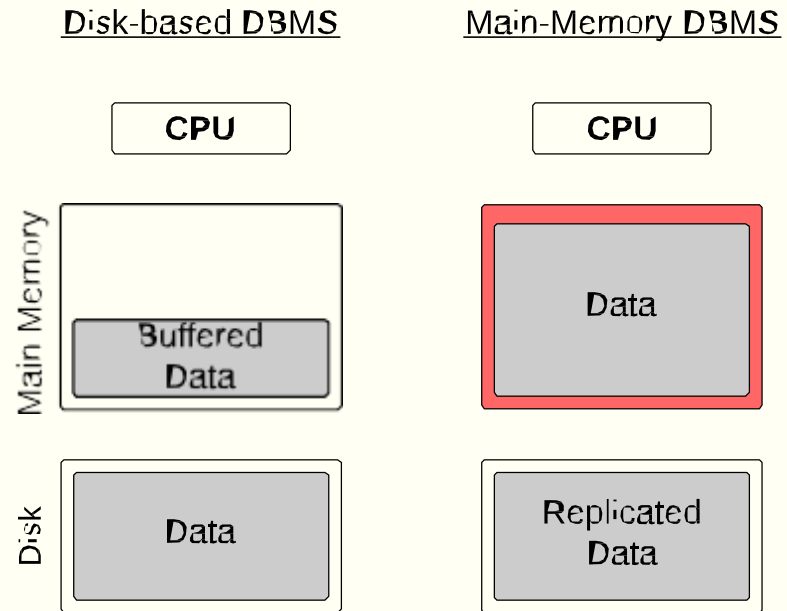 Disk-based DBMS
Main-Memory DBMS
CPU
CPU
Main Memory
Buffered
Data
Data
Disk
Data
Replicated
Data